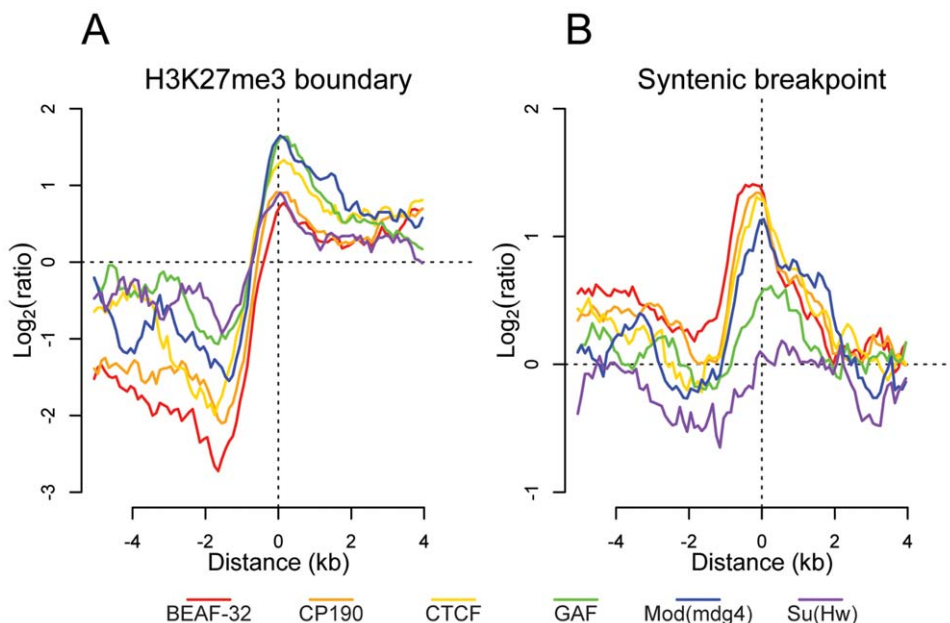 A
B
H3K27me3 boundary
Syntenic breakpoint
Log2(ratio)
2
1
0
-1
-2
-3
-4 -2 0 2 4
Distance (kb)
Log2(ratio)
2
1
0
-1
-4 -2 0 2 4
Distance (kb)
BEAF-32 CP190 CTCF GAF Mod(mdg4) Su(Hw)